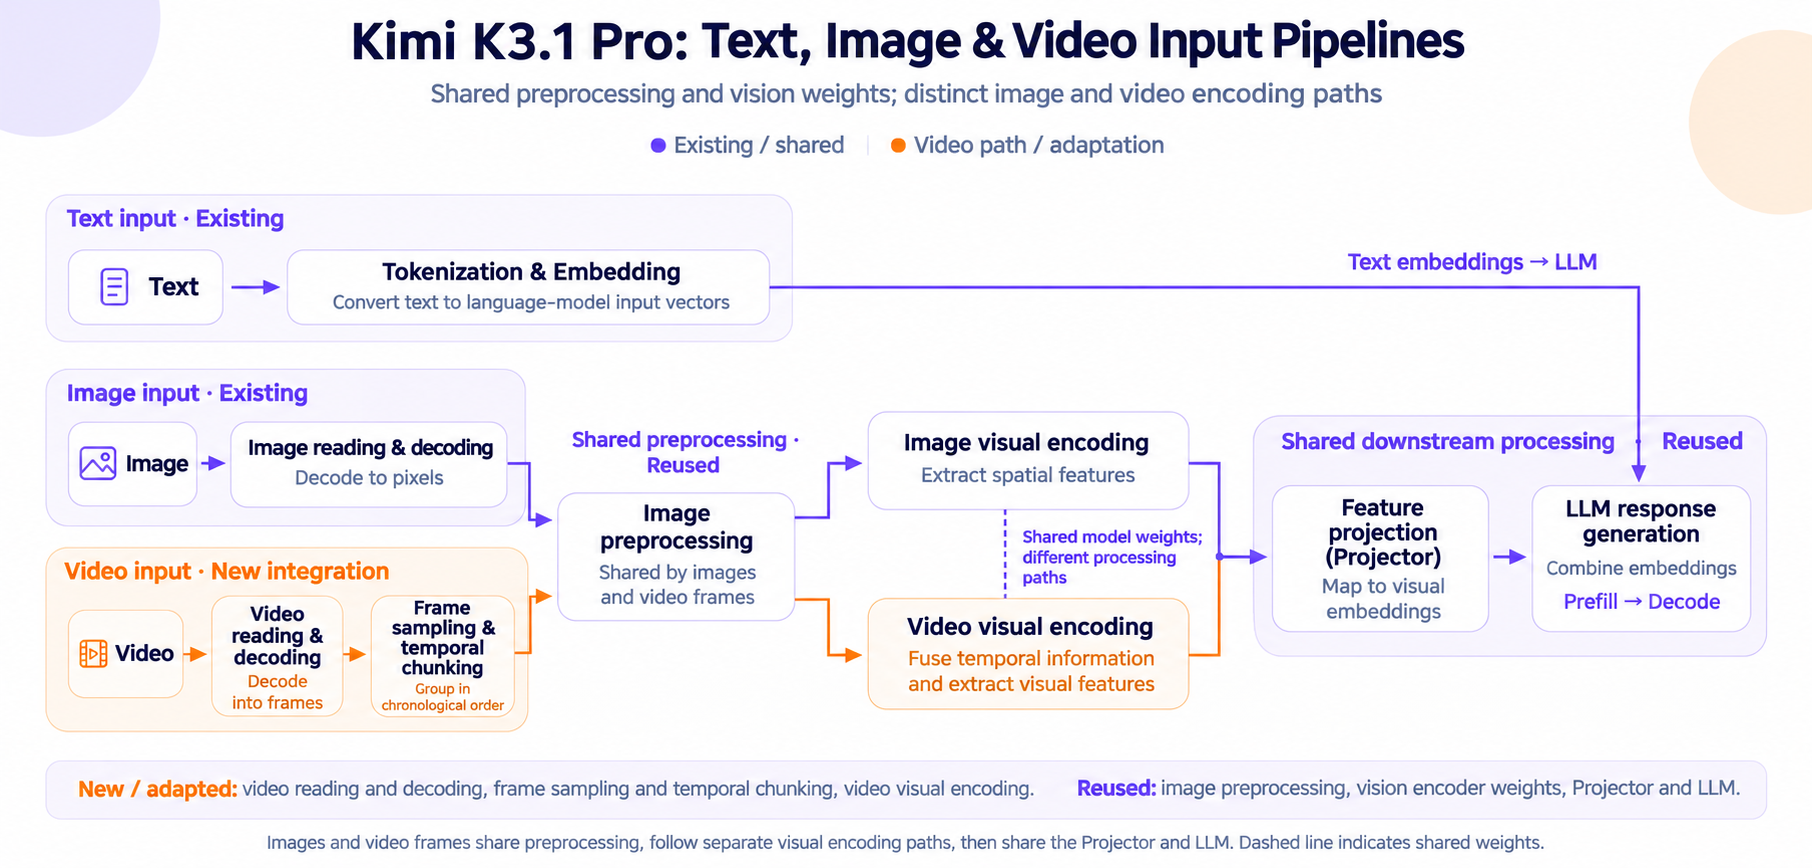 Kimi K3.1 Pro: Text, Image & Video Input Pipelines
Shared preprocessing and vision weights; distinct image and video encoding paths
Existing / shared
Video path / adaptation
Text input · Existing
Text
Tokenization & Embedding
Convert text to language-model input vectors
Text embeddings → LLM
Image input · Existing
Image
Image reading & decoding
Decode to pixels
Video input · New integration
Video
Video
reading &
decoding
Decode
into frames
Frame
sampling &
temporal
chunking
Group in
chronological order
Shared preprocessing ·
Reused
Image
preprocessing
Shared by images
and video frames
Image visual encoding
Extract spatial features
Shared model weights;
different processing
paths
Video visual encoding
Fuse temporal information
and extract visual features
Shared downstream processing · Reused
Feature
projection
(Projector)
Map to visual
embeddings
LLM response
generation
Combine embeddings
Prefill → Decode
New / adapted: video reading and decoding, frame sampling and temporal chunking, video visual encoding.
Reused: image preprocessing, vision encoder weights, Projector and LLM.
Images and video frames share preprocessing, follow separate visual encoding paths, then share the Projector and LLM. Dashed line indicates shared weights.